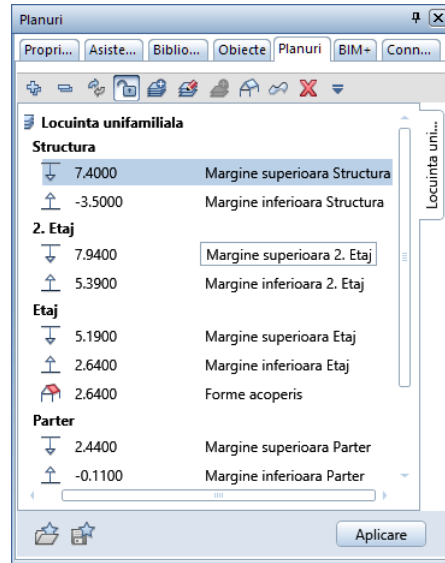 Planuri
Propri... Asiste... Biblio... Obiecte Planuri BIM+ Conn...
Locuinta unifamiliala
Structura
7.4000 Margine superioara Structura
-3.5000 Margine inferioara Structura
2. Etaj
7.9400 Margine superioara 2. Etaj
5.3900 Margine inferioara 2. Etaj
Etaj
5.1900 Margine superioara Etaj
2.6400 Margine inferioara Etaj
2.6400 Forme acoperis
Parter
2.4400 Margine superioara Parter
-0.1100 Margine inferioara Parter
Locuinta uni...
Aplicare